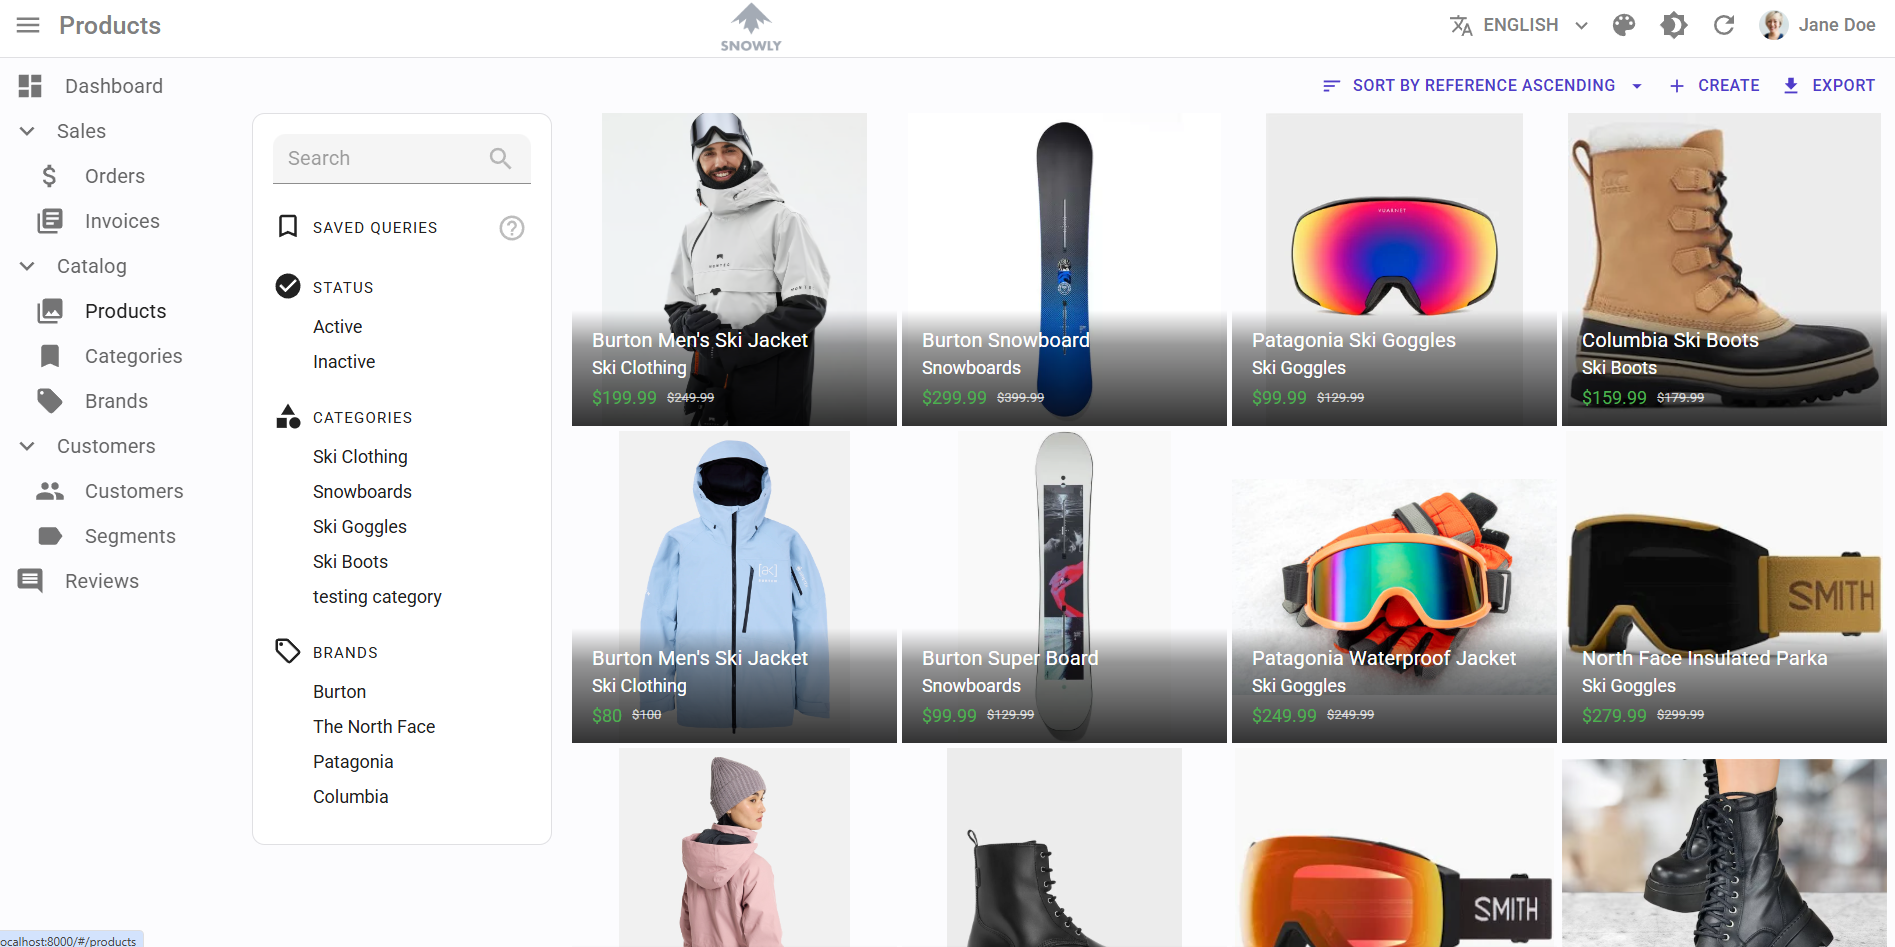 Products
SNOWLY
ENGLISH
Jane Doe
Dashboard
Sales
Orders
Invoices
Catalog
Products
Categories
Brands
Customers
Customers
Segments
Reviews
SORT BY REFERENCE ASCENDING
CREATE
EXPORT
Search
SAVED QUERIES
?
STATUS
Active
Inactive
CATEGORIES
Ski Clothing
Snowboards
Ski Goggles
Ski Boots
testing category
BRANDS
Burton
The North Face
Patagonia
Columbia
Burton Men's Ski Jacket
Ski Clothing
$199.99 $249.99
Burton Snowboard
Snowboards
$299.99 $399.99
VUARNET
Patagonia Ski Goggles
Ski Goggles
$99.99 $129.99
SOREL
Columbia Ski Boots
Ski Boots
$159.99 $179.99
[ak]
BURTON
Burton Men's Ski Jacket
Ski Clothing
$80 $100
Burton Super Board
Snowboards
$99.99 $129.99
Patagonia Waterproof Jacket
Ski Goggles
$249.99 $249.99
SMITH
North Face Insulated Parka
Ski Goggles
$279.99 $299.99
SMITH
ocalhost:8000/#/products